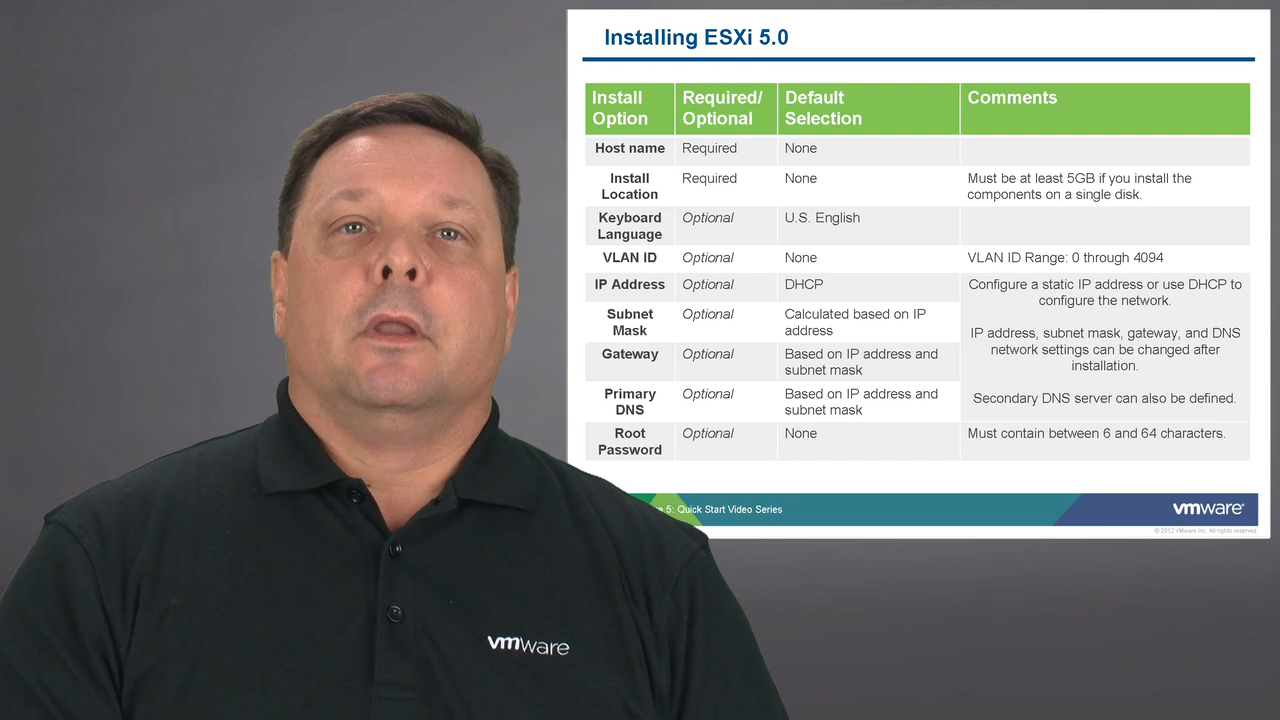 Installing ESXi 5.0
Install Option
Required/ Optional
Default Selection
Comments
Host name
Required
None
Install Location
Required
None
Must be at least 5GB if you install the
components on a single disk.
Keyboard Language
Optional
U.S. English
VLAN ID
Optional
None
VLAN ID Range: 0 through 4094
IP Address
Optional
DHCP
Configure a static IP address or use DHCP to
configure the network.
Subnet Mask
Optional
Calculated based on IP
address
IP address, subnet mask, gateway, and DNS
network settings can be changed after
installation.
Gateway
Optional
Based on IP address and
subnet mask
Primary DNS
Optional
Based on IP address and
subnet mask
Secondary DNS server can also be defined.
Root Password
Optional
None
Must contain between 6 and 64 characters.
5: Quick Start Video Series
vmware
© 2012 VMware Inc. All rights reserved
vmware